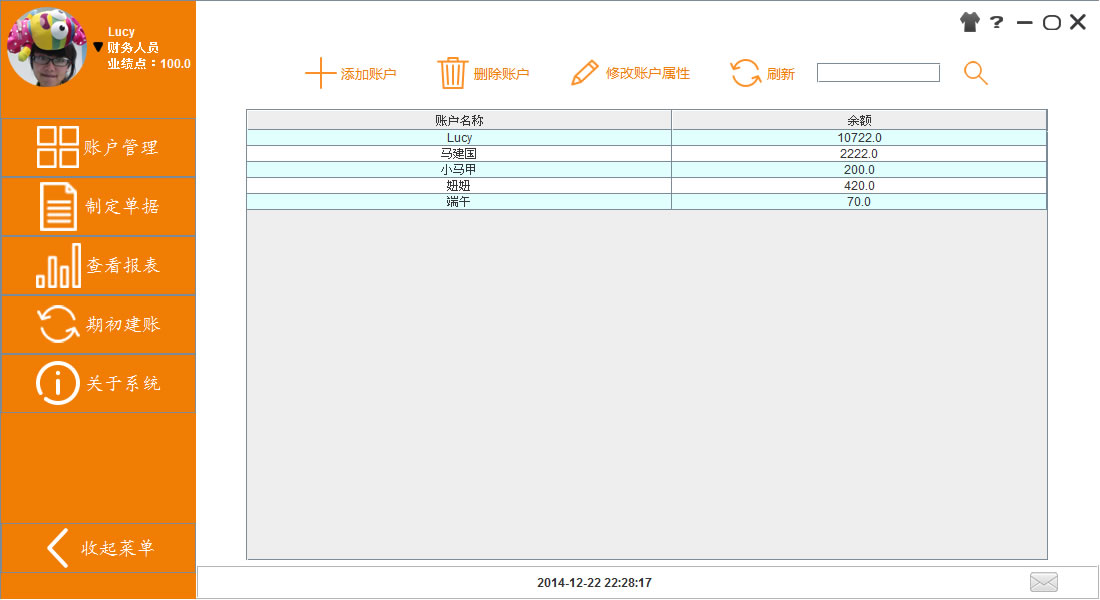 Lucy
财务人员
业绩点：100.0
?
添加账户
删除账户
修改账户属性
刷新
账户管理
制定单据
查看报表
期初建账
关于系统
收起菜单
账户名称 余额
Lucy 10722.0
马建国 2222.0
小马甲 200.0
妞妞 420.0
端午 70.0
2014-12-22 22:28:17